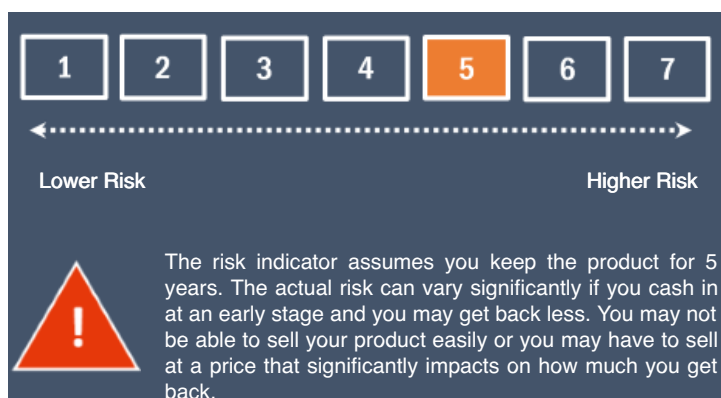 1 2 3 4 5 6 7
Lower Risk Higher Risk
!
The risk indicator assumes you keep the product for 5
years. The actual risk can vary significantly if you cash in
at an early stage and you may get back less. You may not
be able to sell your product easily or you may have to sell
at a price that significantly impacts on how much you get
back.